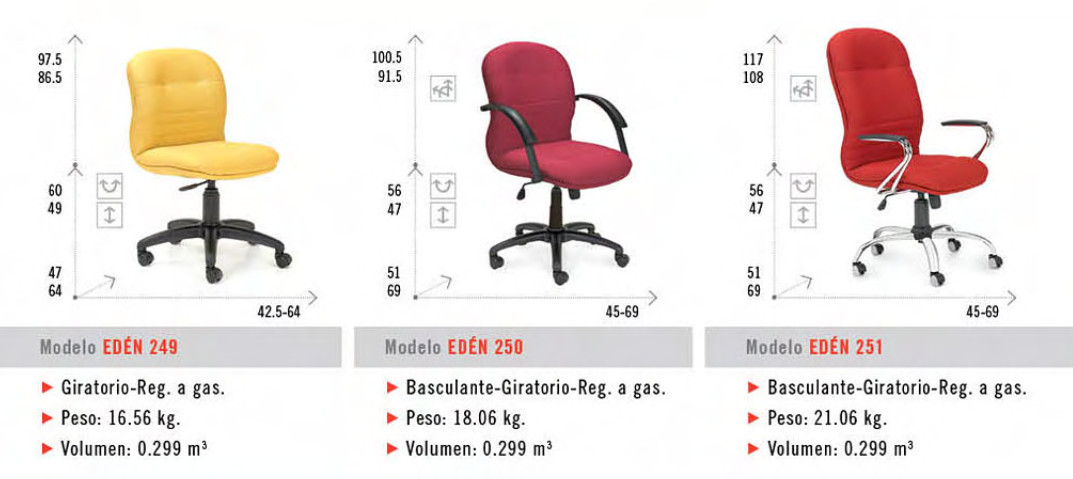 97.5
86.5
60
49
47
64
42.5-64
Modelo EDÉN 249
Giratorio-Reg. a gas.
Peso: 16.56 kg.
Volumen: 0.299 m³
100.5
91.5
56
47
51
69
45-69
Modelo EDÉN 250
Basculante-Giratorio-Reg. a gas.
Peso: 18.06 kg.
Volumen: 0.299 m³
117
108
56
47
51
69
45-69
Modelo EDÉN 251
Basculante-Giratorio-Reg. a gas.
Peso: 21.06 kg.
Volumen: 0.299 m³